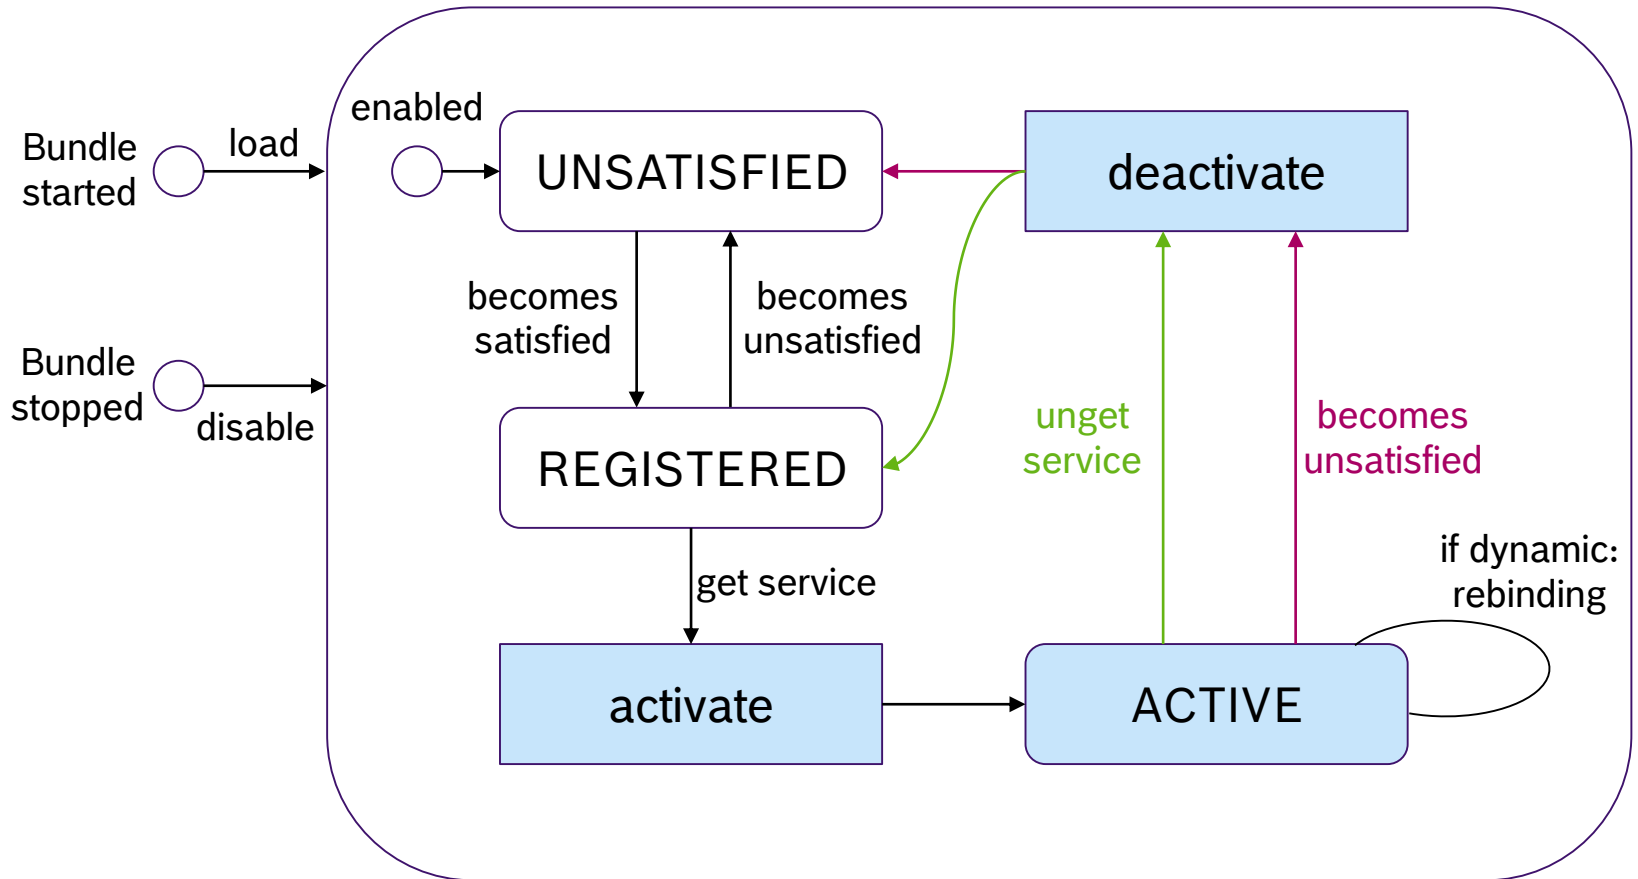 enabled
Bundle
started
load
UNSATISFIED
deactivate
becomes
satisfied
becomes
unsatisfied
Bundle
stopped
disable
REGISTERED
unget
service
becomes
unsatisfied
get service
if dynamic:
rebinding
activate
ACTIVE